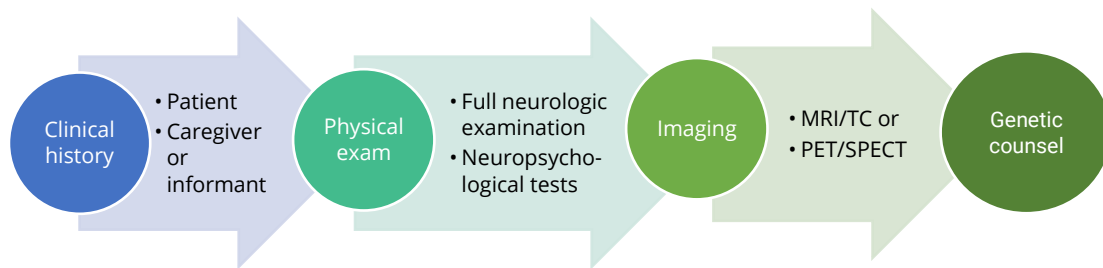 Clinical
history
• Patient
• Caregiver
or
informant
Physical
exam
• Full neurologic
examination
• Neuropsycho-
logical tests
Imaging
• MRI/TC or
• PET/SPECT
Genetic
counsel